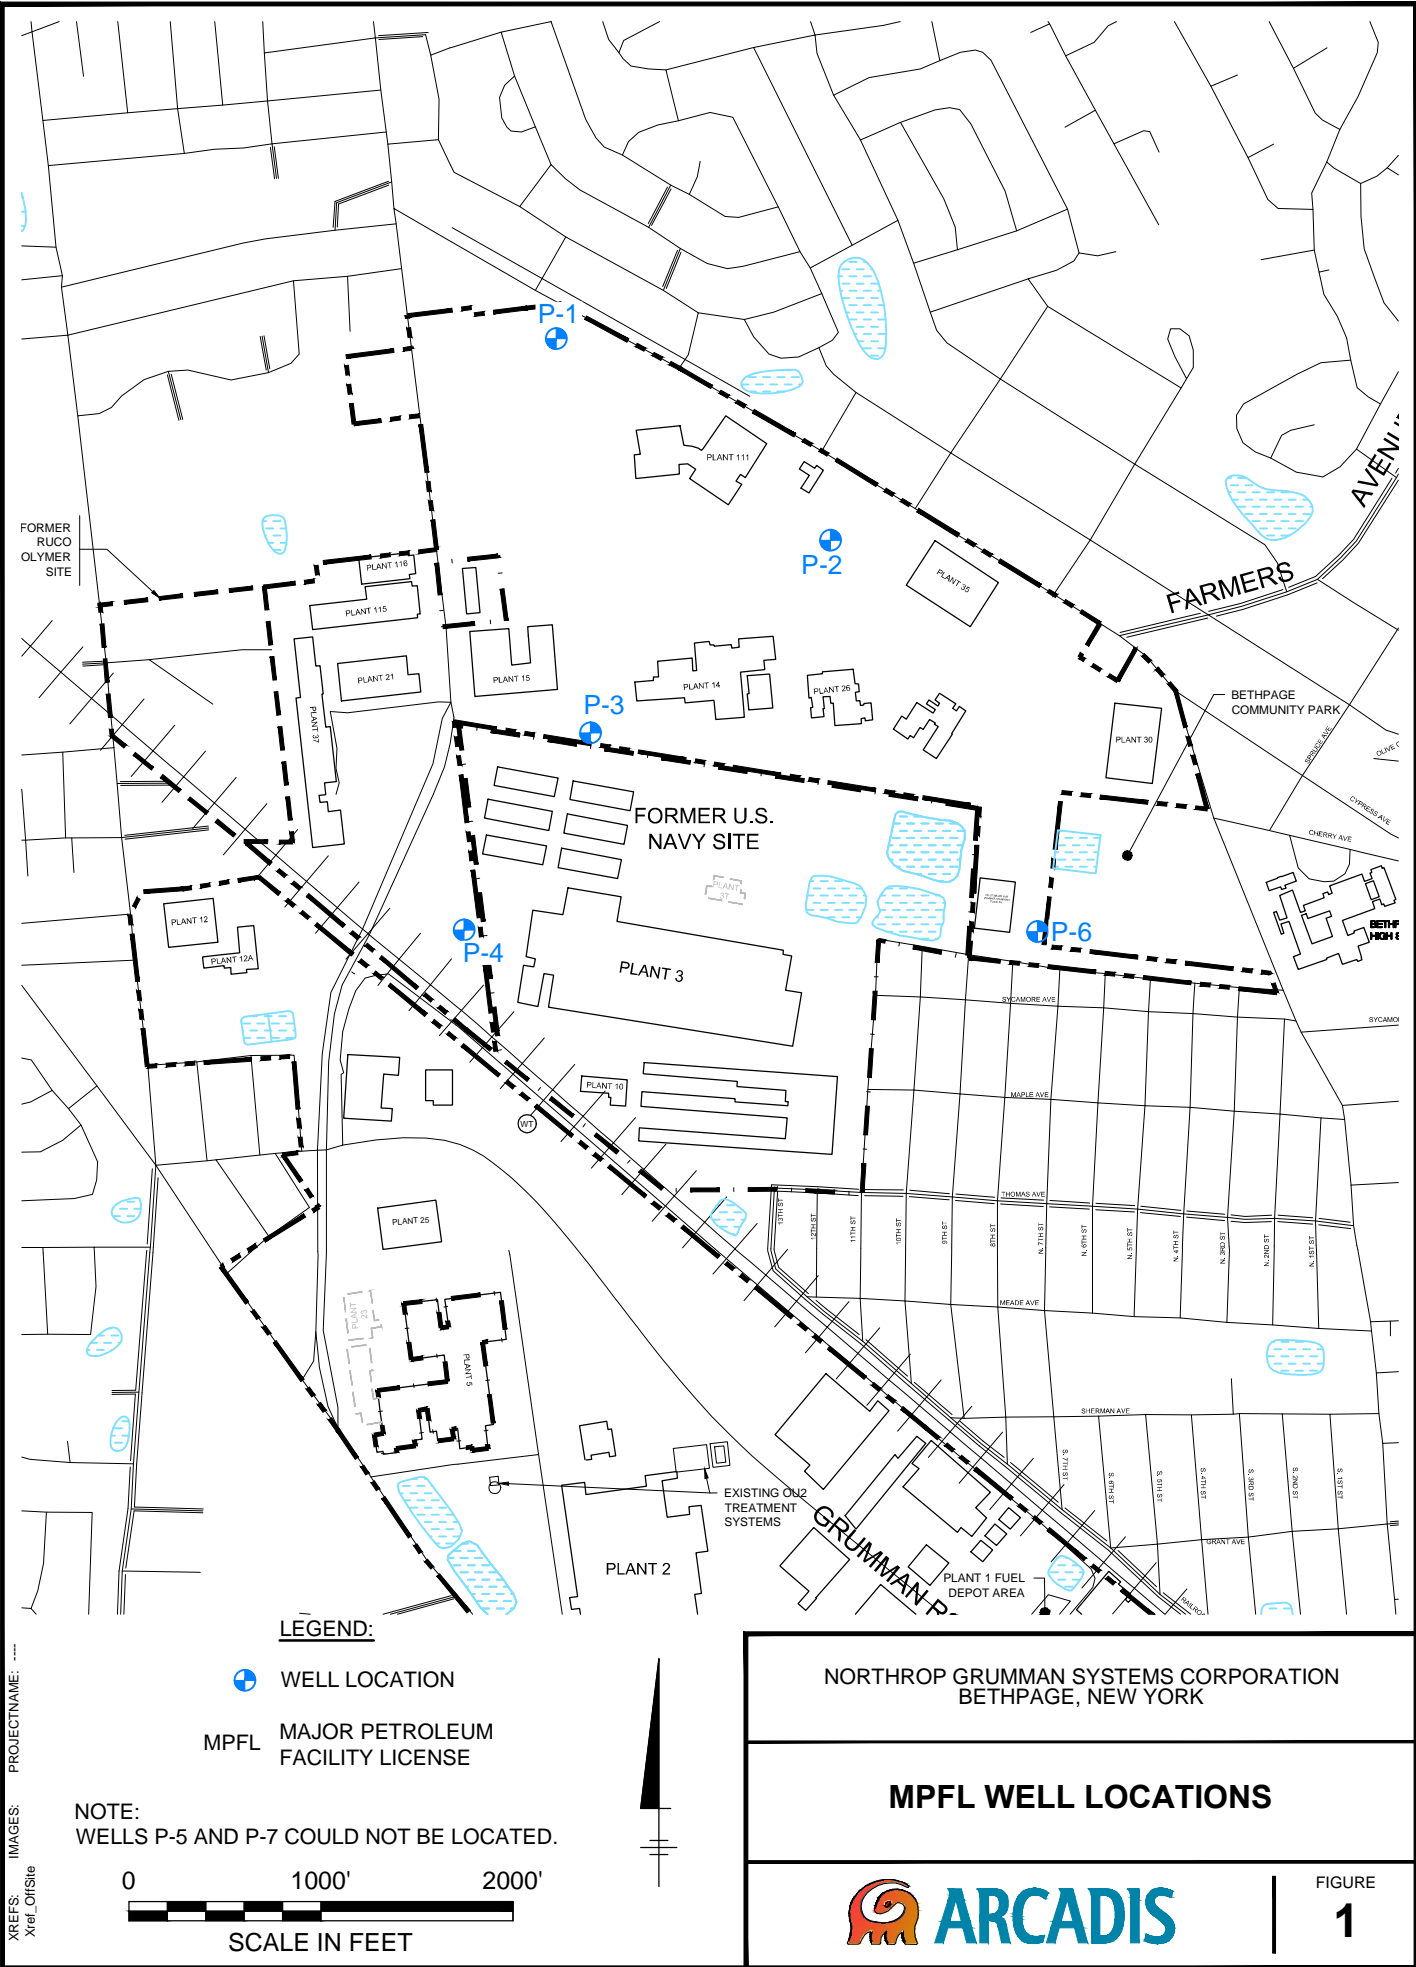 P-1
PLANT 111
P-2
PLANT 35
FARMERS
FORMER
RUCO
OLYMER
SITE
PLANT 116
PLANT 115
PLANT 21
PLANT 37
PLANT 15
PLANT 14
PLANT 26
P-3
PLANT 30
BETHPAGE
COMMUNITY PARK
SPRUCE AVE
CYPRESS AVE
CHERRY AVE
FORMER U.S.
NAVY SITE
PLANT
3T
PLANT 12
PLANT 12A
P-4
PLANT 3
P-6
SYCAMORE AVE
MAPLE AVE
PLANT 10
WT
THOMAS AVE
13TH ST
12TH ST
11TH ST
10TH ST
9TH ST
8TH ST
N. 7TH ST
N. 6TH ST
N. 5TH ST
N. 4TH ST
N. 3RD ST
N. 2ND ST
N. 1ST ST
MEADE AVE
PLANT 25
PLANT
23
PLANT 5
SHERMAN AVE
S. 7TH ST
S. 6TH ST
S. 5TH ST
S. 4TH ST
S. 3RD ST
S. 2ND ST
S. 1ST ST
GRANT AVE
EXISTING OU2
TREATMENT
SYSTEMS
PLANT 2
GRUMMAN
PLANT 1 FUEL
DEPOT AREA
LEGEND:
WELL LOCATION
MPFL MAJOR PETROLEUM
FACILITY LICENSE
NOTE:
WELLS P-5 AND P-7 COULD NOT BE LOCATED.
0 1000' 2000'
SCALE IN FEET
XREFS: IMAGES: PROJECTNAME: ----
Xref_OffSite
NORTHROP GRUMMAN SYSTEMS CORPORATION
BETHPAGE, NEW YORK
MPFL WELL LOCATIONS
ARCADIS
FIGURE
1